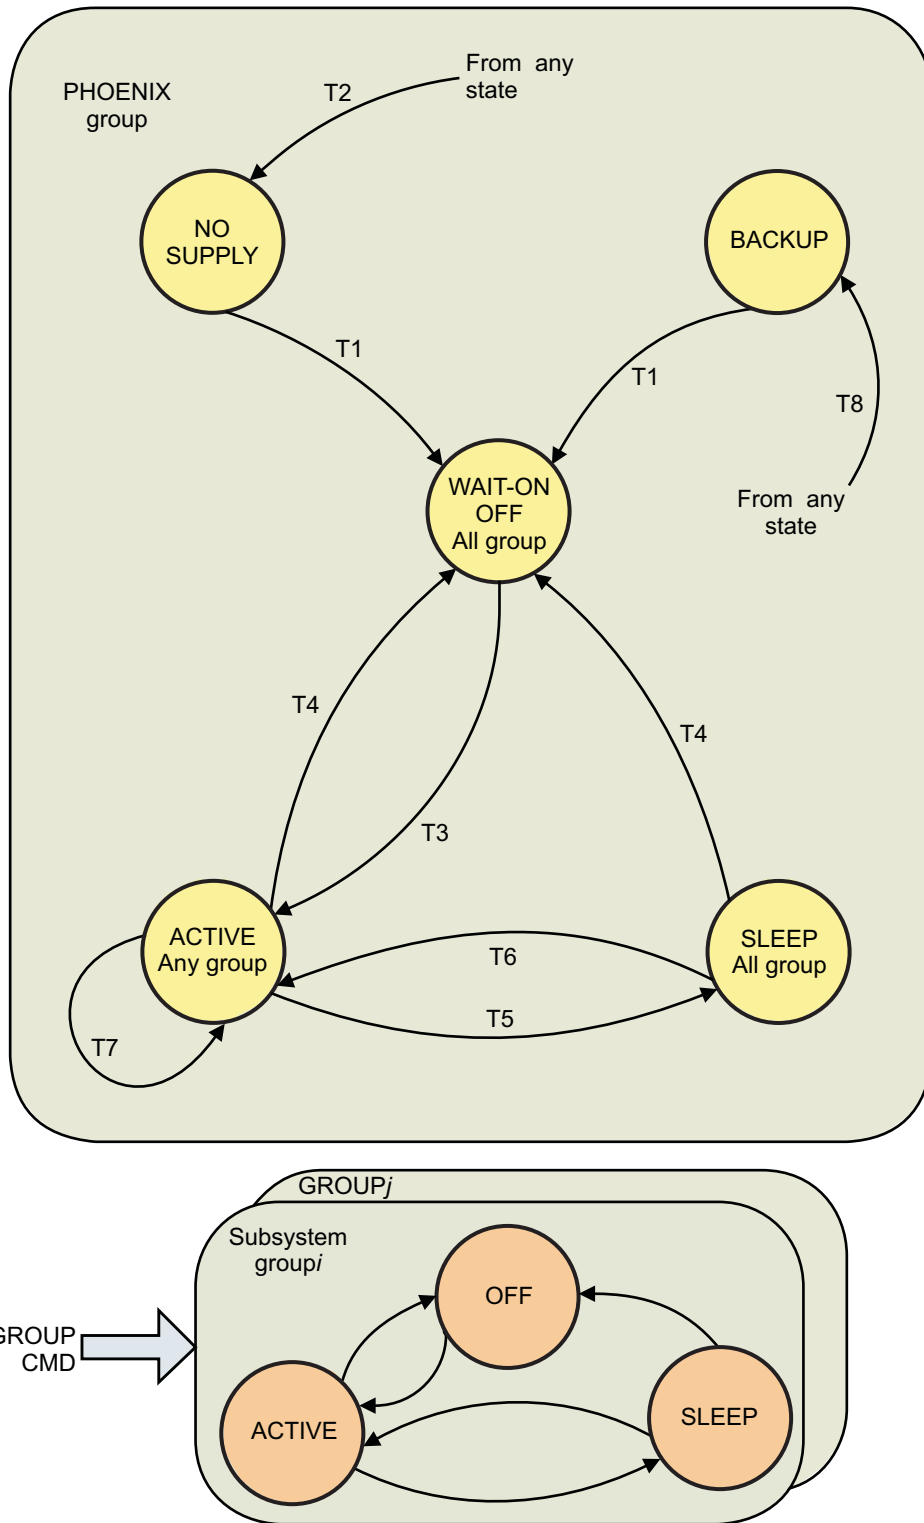 PHOENIX
group
T2
From any
state
NO
SUPPLY
BACKUP
T1
T1
T8
From any
state
WAIT-ON
OFF
All group
T4
T4
T3
ACTIVE
Any group
SLEEP
All group
T6
T5
T7
GROUPj
Subsystem
groupi
OFF
GROUP
CMD
ACTIVE
SLEEP